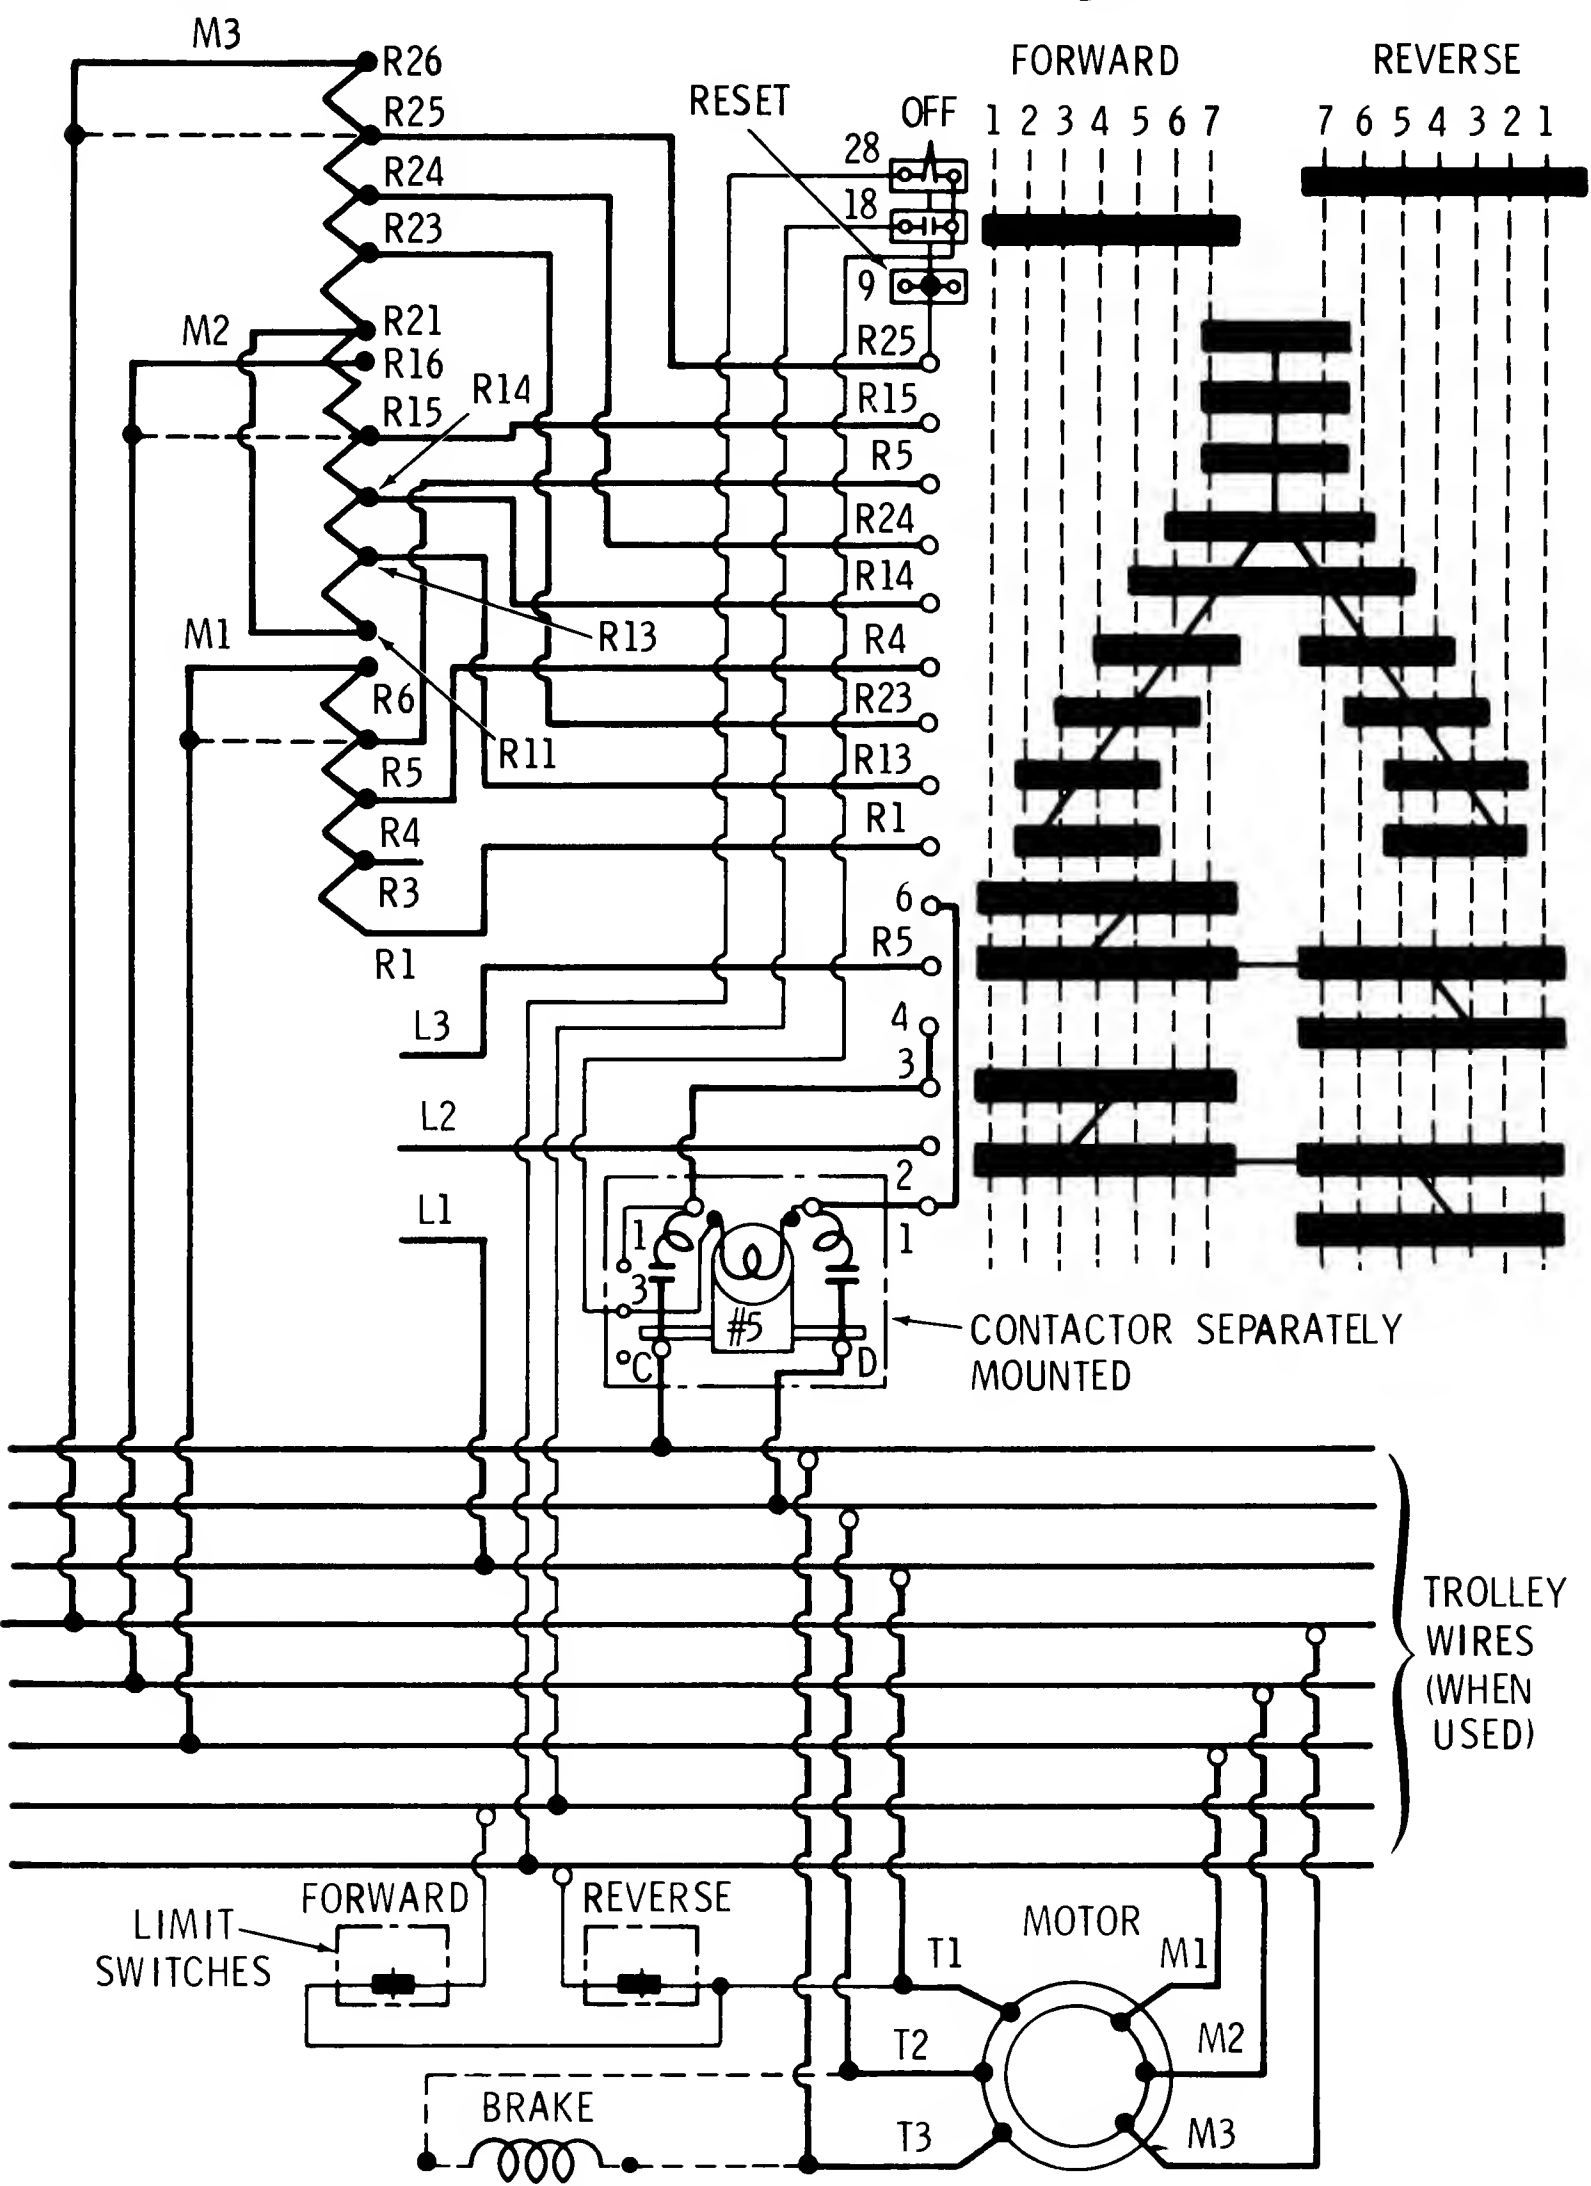 M3
R26
R25
R24
R23
M2
R21
R16
R15
R14
R13
M1
R6
R11
R5
R4
R3
R1
RESET
OFF
28
18
9
R25
R15
R5
R24
R14
R4
R23
R13
R1
6
R5
4
3
2
1
FORWARD
1 2 3 4 5 6 7
REVERSE
7 6 5 4 3 2 1
L3
L2
L1
1
3
#5
°C
D
CONTACTOR SEPARATELY
MOUNTED
TROLLEY
WIRES
(WHEN
USED)
LIMIT
SWITCHES
FORWARD
REVERSE
MOTOR
T1
T2
T3
M1
M2
M3
BRAKE